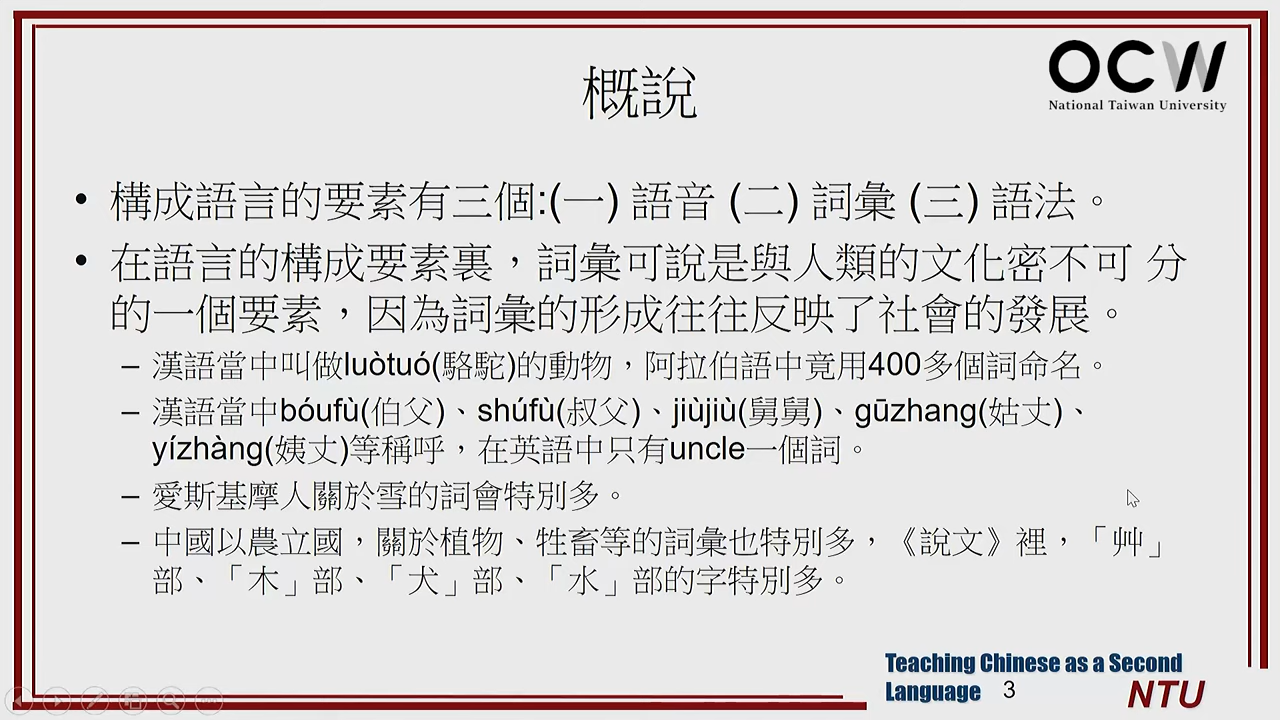 OCW
National Taiwan University
概說
• 構成語言的要素有三個:(一) 語音 (二) 詞彙 (三) 語法。
• 在語言的構成要素裏，詞彙可說是與人類的文化密不可 分
的一個要素，因為詞彙的形成往往反映了社會的發展。
– 漢語當中叫做luòtuó(駱駝)的動物，阿拉伯語中竟用400多個詞命名。
– 漢語當中bóufù(伯父)、shúfù(叔父)、jiùjiù(舅舅)、gūzhang(姑丈)、
yízhàng(姨丈)等稱呼，在英語中只有uncle一個詞。
– 愛斯基摩人關於雪的詞會特別多。
– 中國以農立國，關於植物、牲畜等的詞彙也特別多，《說文》裡，「艸」
部、「木」部、「犬」部、「水」部的字特別多。
Teaching Chinese as a Second
Language 3
NTU